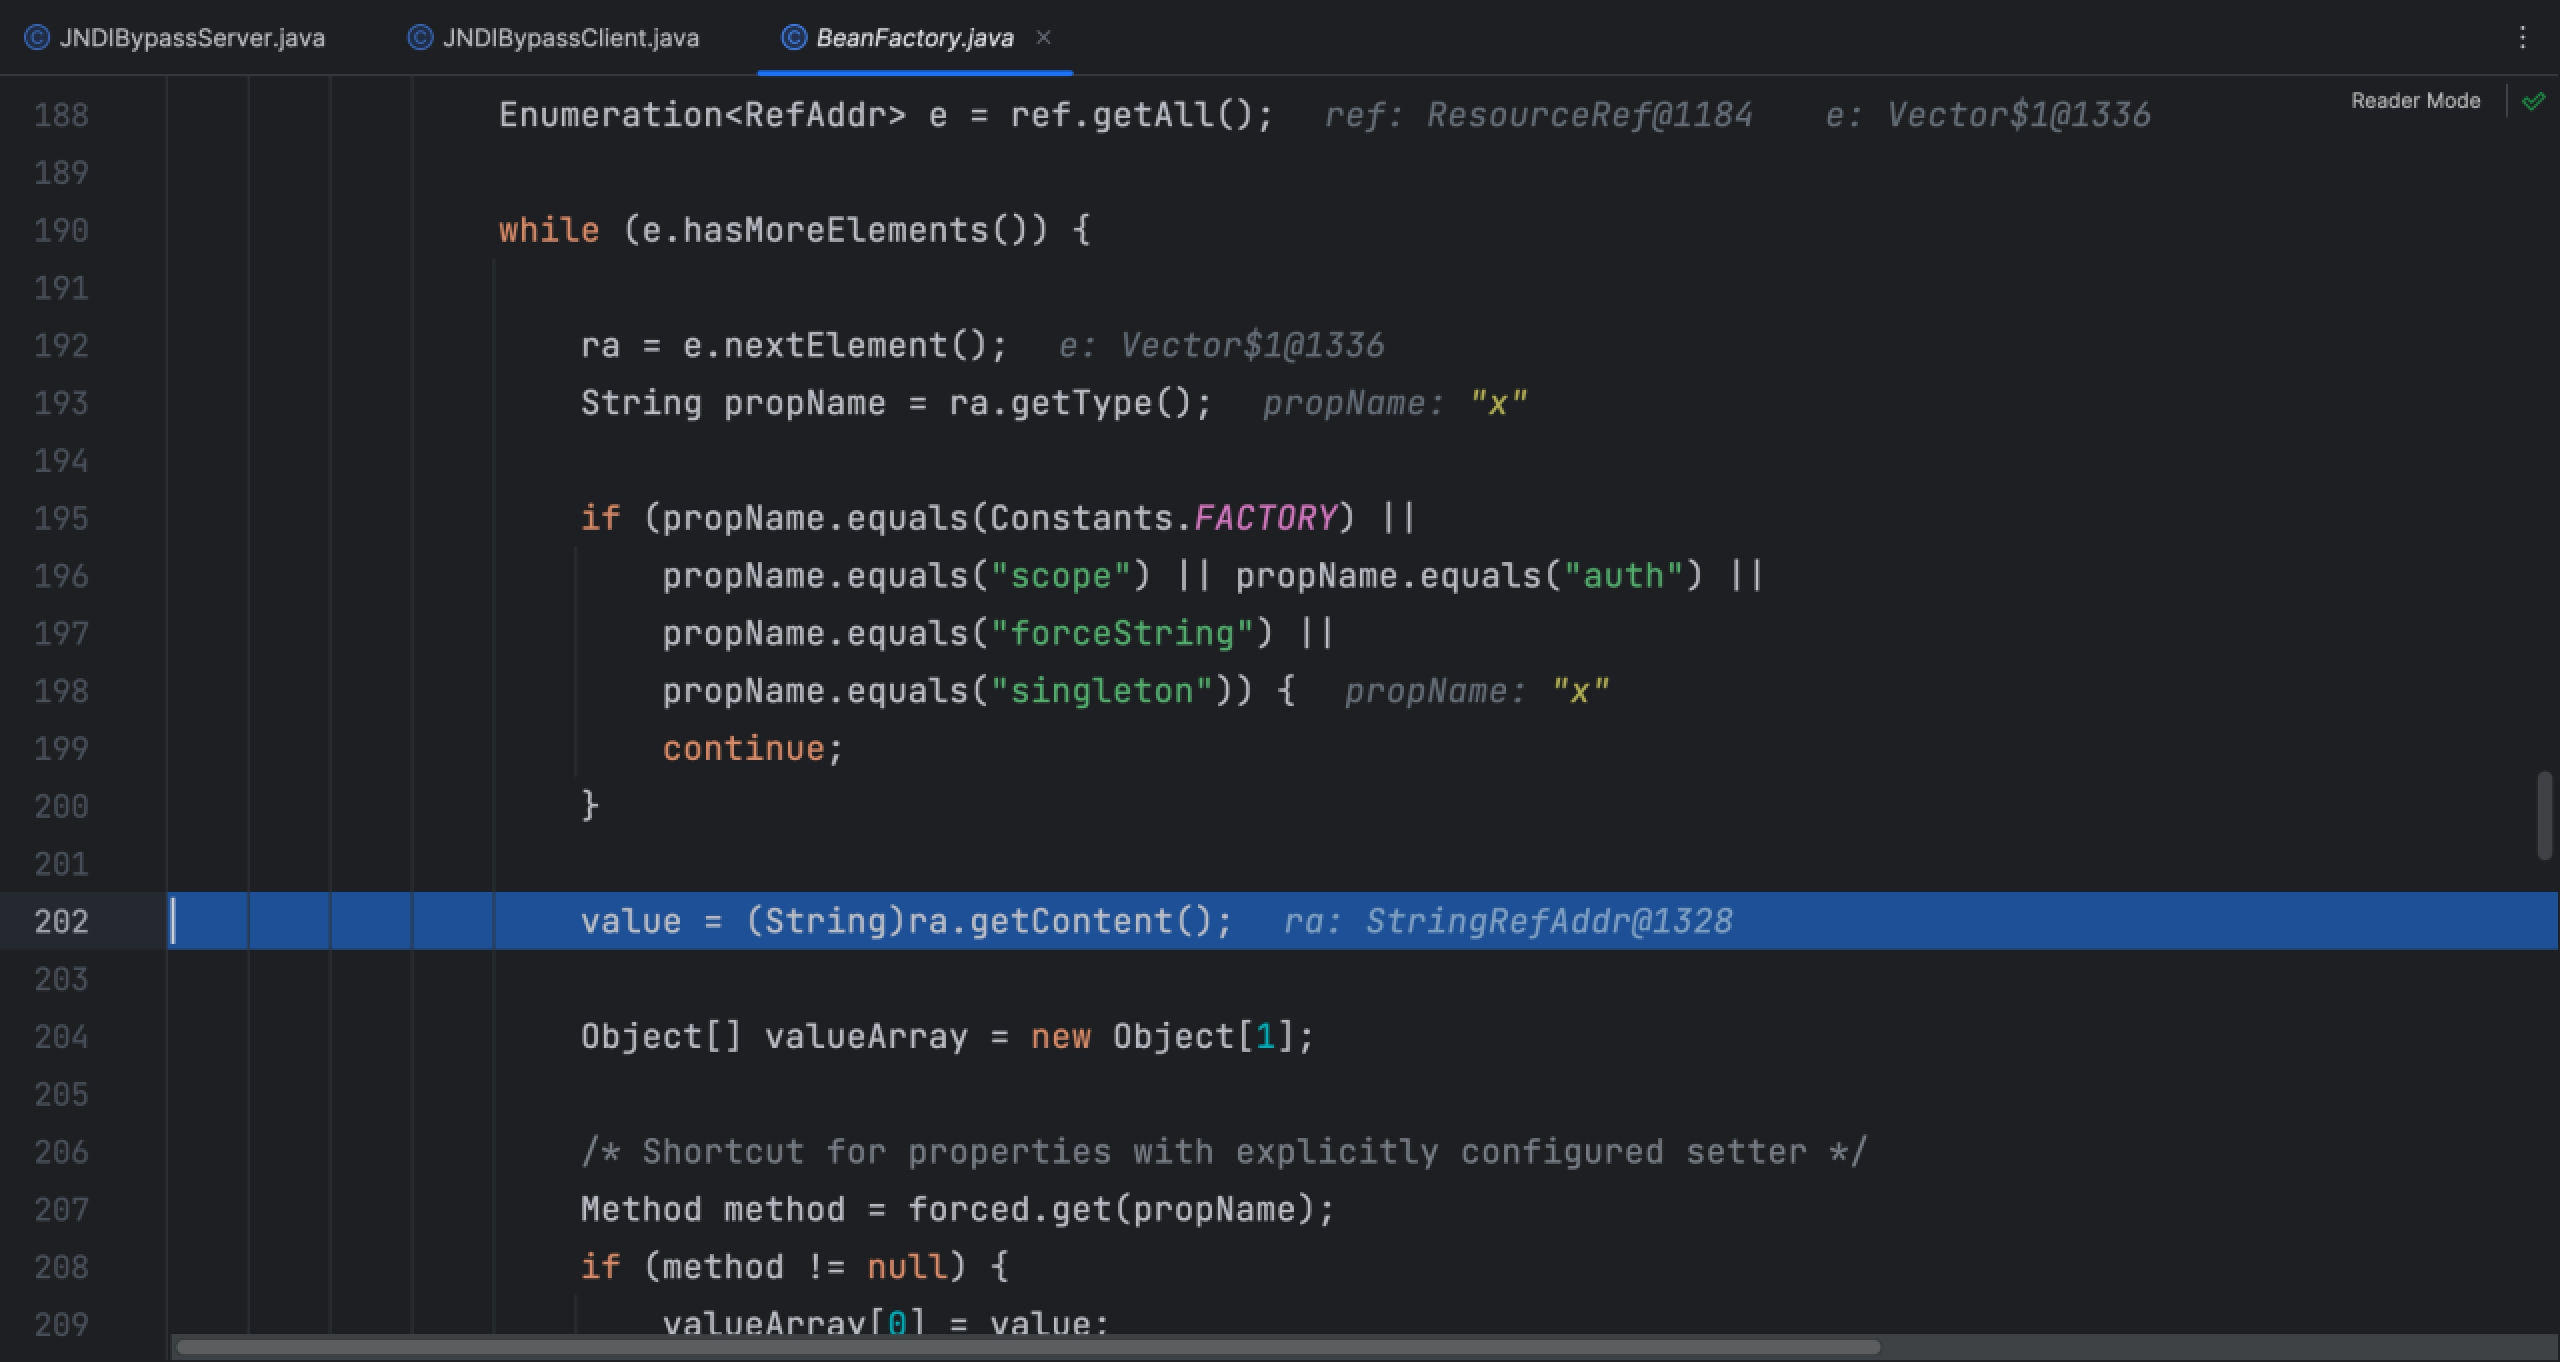 JNDIBypassServer.java JNDIBypassClient.java BeanFactory.java
Reader Mode
188 Enumeration<RefAddr> e = ref.getAll(); ref: ResourceRef@1184 e: Vector$1@1336
189
190 while (e.hasMoreElements()) {
191
192 ra = e.nextElement(); e: Vector$1@1336
193 String propName = ra.getType(); propName: "x"
194
195 if (propName.equals(Constants.FACTORY) ||
196 propName.equals("scope") || propName.equals("auth") ||
197 propName.equals("forceString") ||
198 propName.equals("singleton")) { propName: "x"
199 continue;
200 }
201
202 value = (String)ra.getContent(); ra: StringRefAddr@1328
203
204 Object[] valueArray = new Object[1];
205
206 /* Shortcut for properties with explicitly configured setter */
207 Method method = forced.get(propName);
208 if (method != null) {
209 valueArray[0] = value;